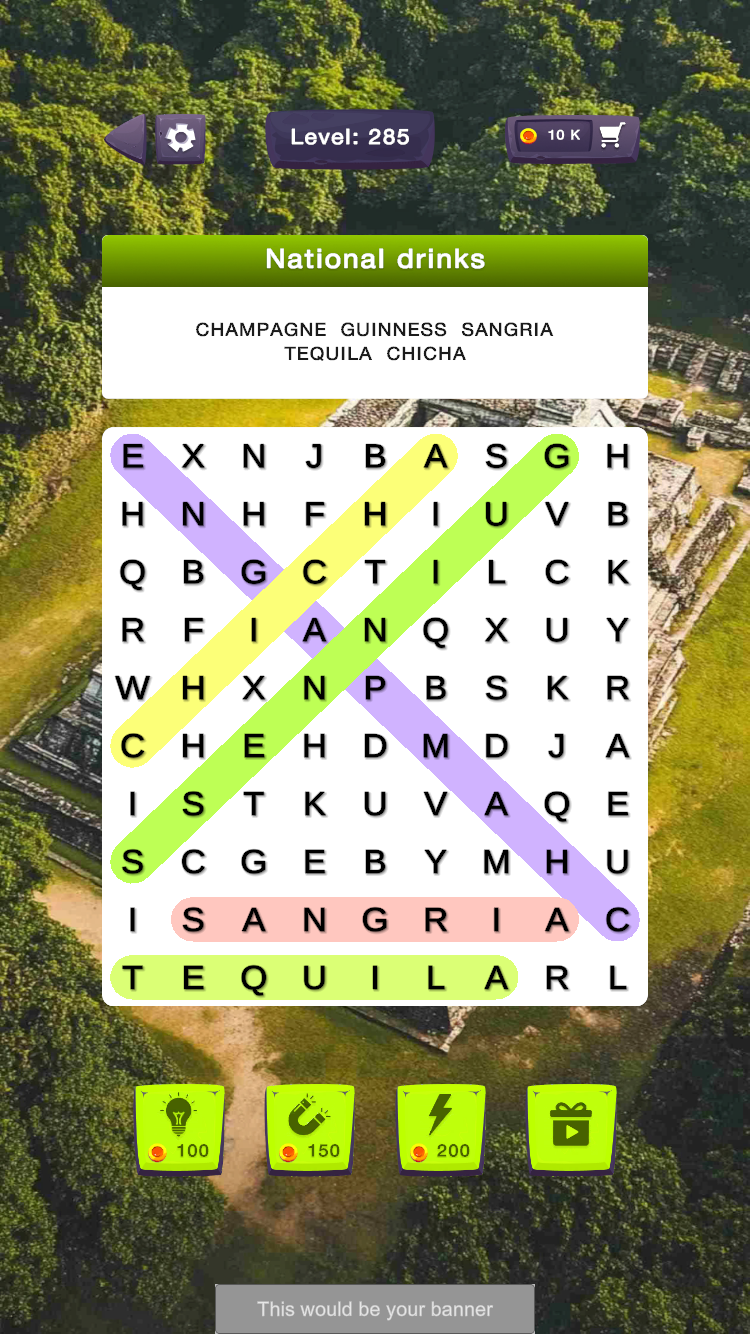 Level: 285
10 K
National drinks
CHAMPAGNE GUINNESS SANGRIA
TEQUILA CHICHA
E X N J B A S G H
H N H F H I U V B
Q B G C T I L C K
R F I A N Q X U Y
W H X N P B S K R
C H E H D M D J A
I S T K U V A Q E
S C G E B Y M H U
I S A N G R I A C
T E Q U I L A R L
100 150 200
This would be your banner